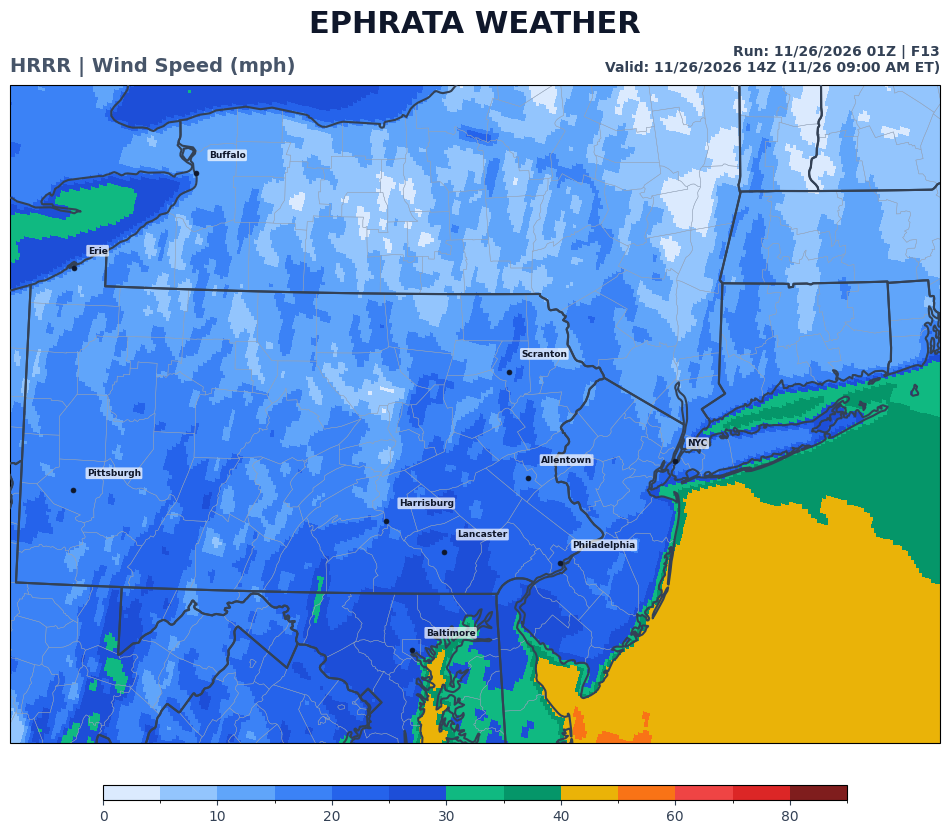 EPHRATA WEATHER
HRRR | Wind Speed (mph)
Run: 11/26/2026 01Z | F13
Valid: 11/26/2026 14Z (11/26 09:00 AM ET)
Buffalo
Erie
Scranton
NYC
Allentown
Pittsburgh
Harrisburg
Lancaster
Philadelphia
Baltimore
0 10 20 30 40 50 60 70 80